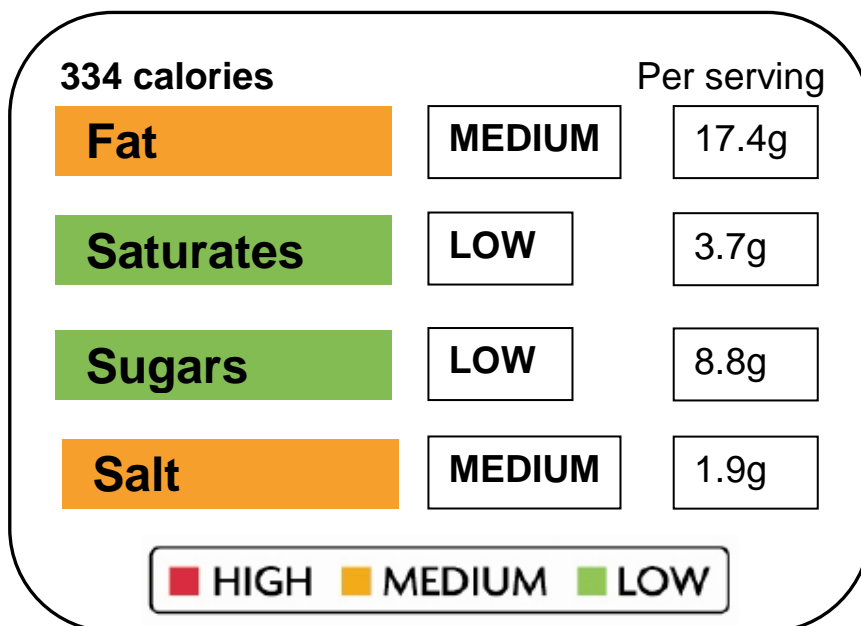 334 calories Per serving
Fat MEDIUM 17.4g
Saturates LOW 3.7g
Sugars LOW 8.8g
Salt MEDIUM 1.9g
HIGH MEDIUM LOW